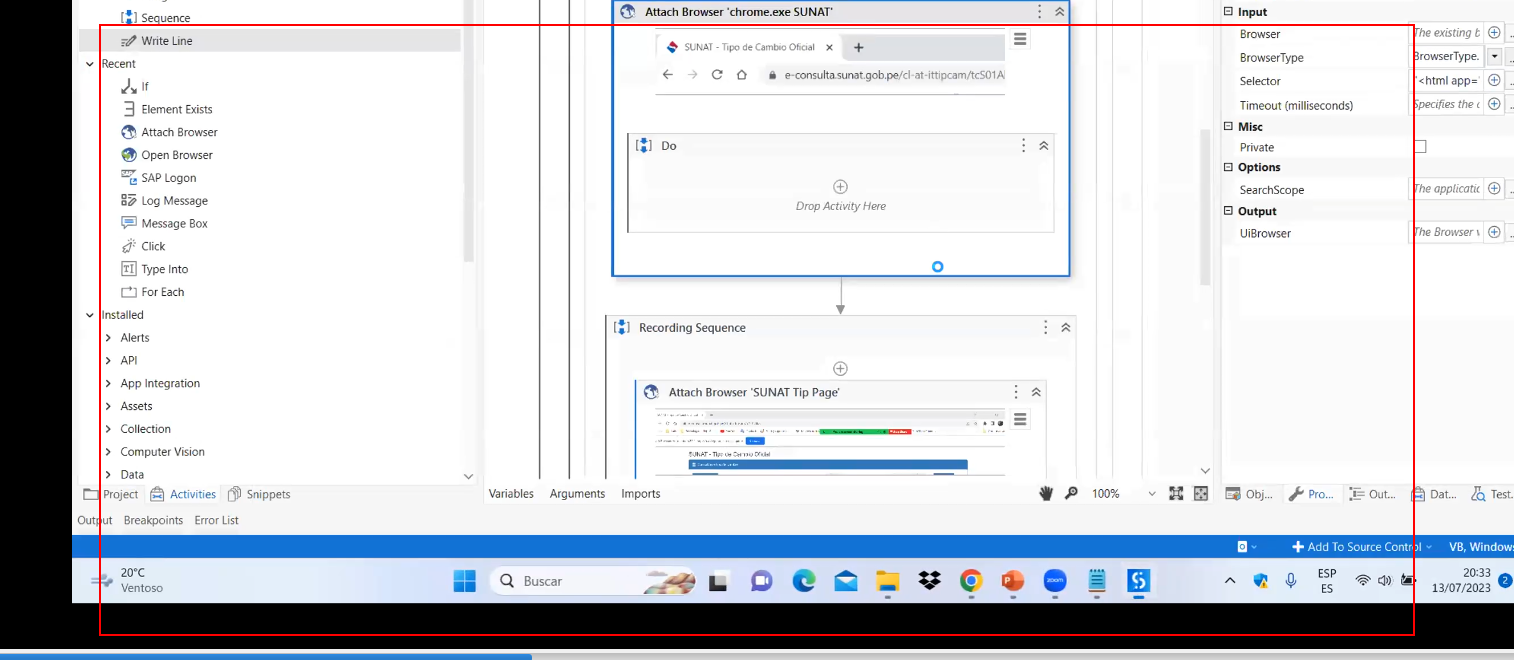 Sequence
Write Line
Recent
If
Element Exists
Attach Browser
Open Browser
SAP Logon
Log Message
Message Box
Click
Type Into
For Each
Installed
Alerts
API
App Integration
Assets
Collection
Computer Vision
Data
Project
Activities
Snippets
Output
Breakpoints
Error List
Attach Browser 'chrome.exe SUNAT'
SUNAT - Tipo de Cambio Oficial
e-consulta.sunat.gob.pe/cl-at-ittipcam/tcS01A
Do
Drop Activity Here
Recording Sequence
Attach Browser 'SUNAT Tip Page'
SUNAT - Tipo de Cambio Oficial
Variables
Arguments
Imports
100%
Input
Browser
The existing b
BrowserType
BrowserType.
Selector
"<html app=
Timeout (milliseconds)
Specifies the
Misc
Private
Options
SearchScope
The applicatic
Output
UiBrowser
The Browser
Obj...
Pro...
Out...
Dat...
Test.
Add To Source Control
VB, Windows
20°C
Ventoso
Buscar
zoom
ESP
ES
20:33
13/07/2023
2